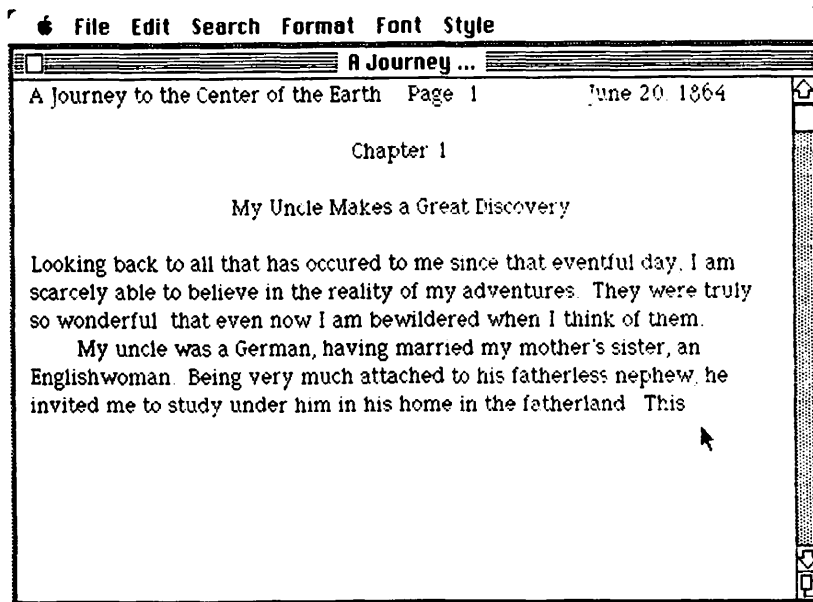 File Edit Search Format Font Style
A Journey ...
A Journey to the Center of the Earth Page 1 June 20, 1864
Chapter 1
My Uncle Makes a Great Discovery
Looking back to all that has occured to me since that eventful day, I am
scarcely able to believe in the reality of my adventures. They were truly
so wonderful that even now I am bewildered when I think of them.
My uncle was a German, having married my mother's sister, an
Englishwoman. Being very much attached to his fatherless nephew, he
invited me to study under him in his home in the fatherland. This